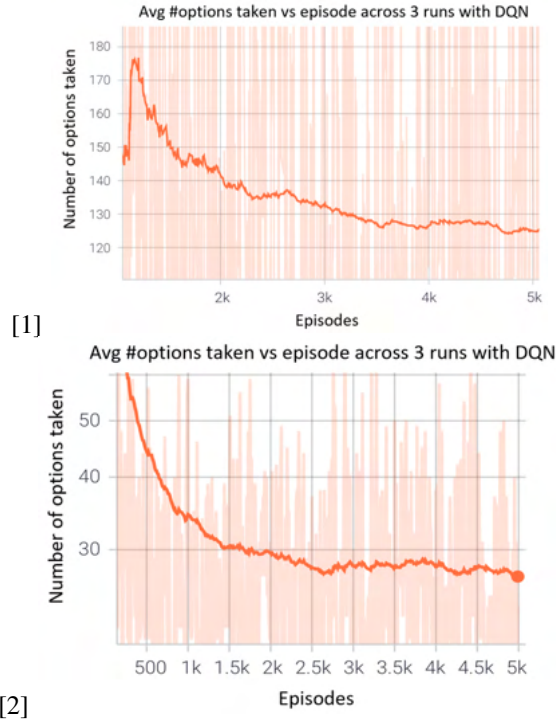 Avg #options taken vs episode across 3 runs with DQN
Number of options taken
180
170
160
150
140
130
120
2k 3k 4k 5k
Episodes
[1]
Avg #options taken vs episode across 3 runs with DQN
Number of options taken
50
40
30
500 1k 1.5k 2k 2.5k 3k 3.5k 4k 4.5k 5k
Episodes
[2]